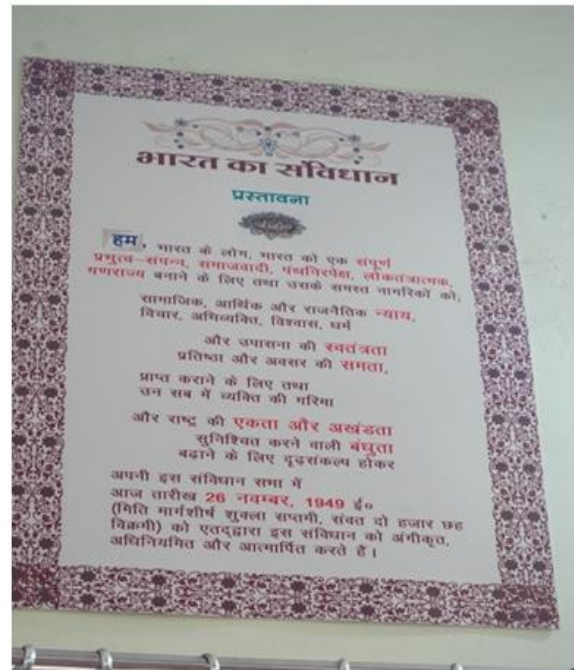 भारत का संविधान
प्रस्तावना
हम, भारत के लोग, भारत को एक संपूर्ण
प्रभुत्व-संपन्न, समाजवादी, पंथनिरपेक्ष, लोकतंत्रात्मक,
गणराज्य बनाने के लिए तथा उसके समस्त नागरिकों को,
सामाजिक, आर्थिक और राजनैतिक न्याय,
विचार, अभिव्यक्ति, विश्वास, धर्म
और उपासना की स्वतंत्रता
प्रतिष्ठा और अवसर की समता,
प्राप्त कराने के लिए तथा
उन सब में व्यक्ति की गरिमा
और राष्ट्र की एकता और अखंडता
सुनिश्चित करने वाली बंधुता
बढ़ाने के लिए दृढ़संकल्प होकर
अपनी इस संविधान सभा में
आज तारीख 26 नवम्बर, 1949 ई०
(मिति मार्गशीर्ष शुक्ला सप्तमी, संवत दो हजार छह
विक्रमी) को एतद्द्वारा इस संविधान को अंगीकृत,
अधिनियमित और आत्मार्पित करते हैं।